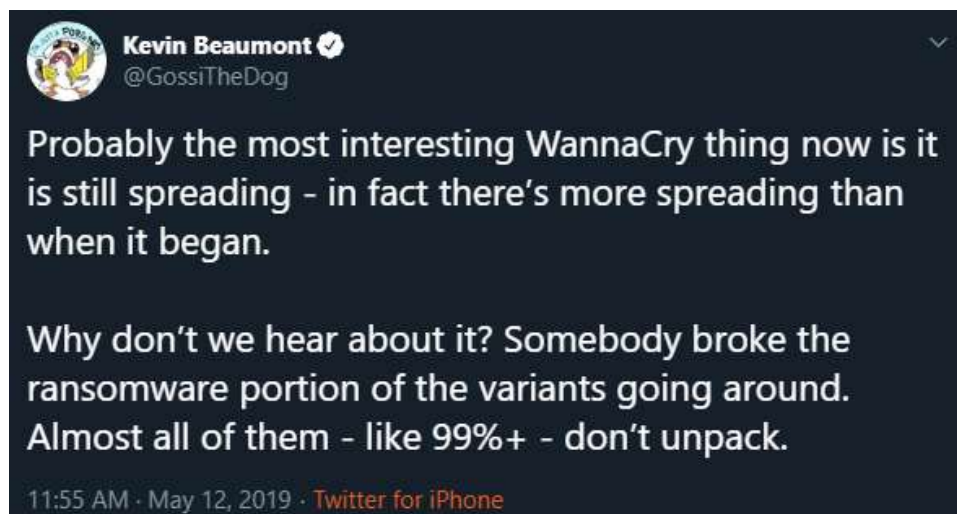 Kevin Beaumont
@GossiTheDog
Probably the most interesting WannaCry thing now is it
is still spreading - in fact there's more spreading than
when it began.
Why don't we hear about it? Somebody broke the
ransomware portion of the variants going around.
Almost all of them - like 99%+ - don't unpack.
11:55 AM · May 12, 2019 · Twitter for iPhone